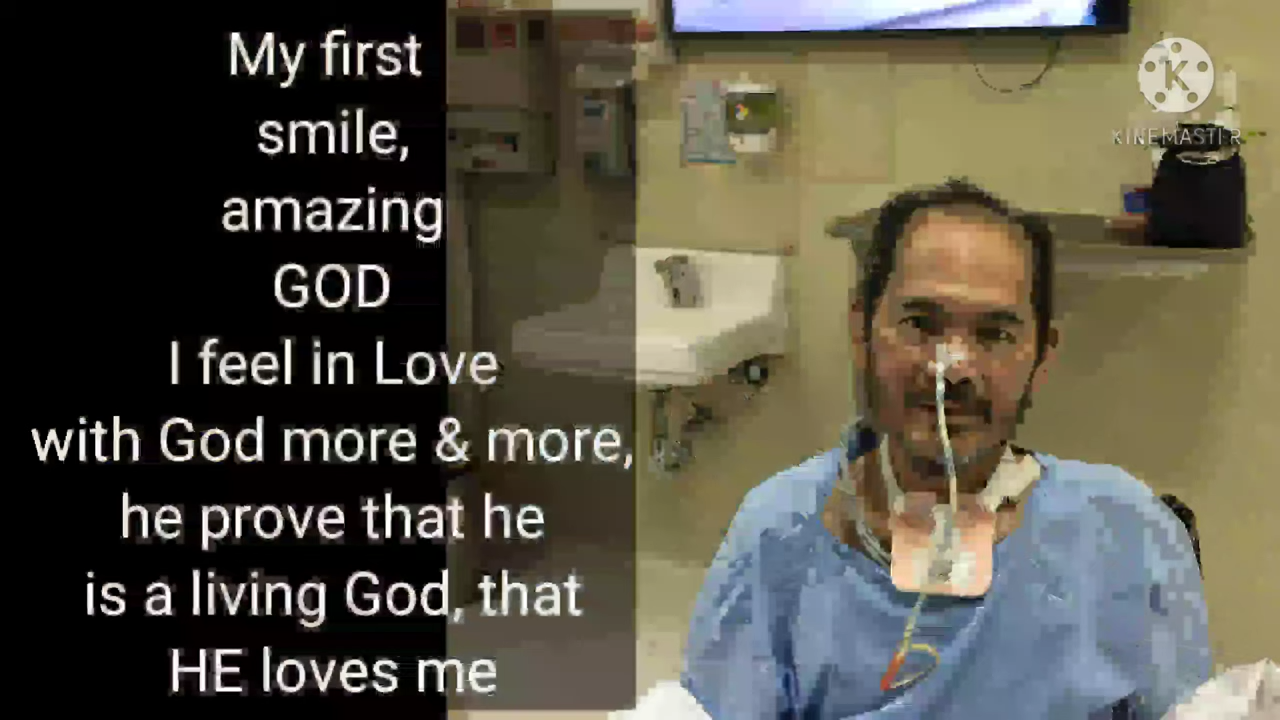 My first
smile,
amazing
GOD
I feel in Love
with God more & more,
he prove that he
is a living God, that
HE loves me
K
KINEMASTER